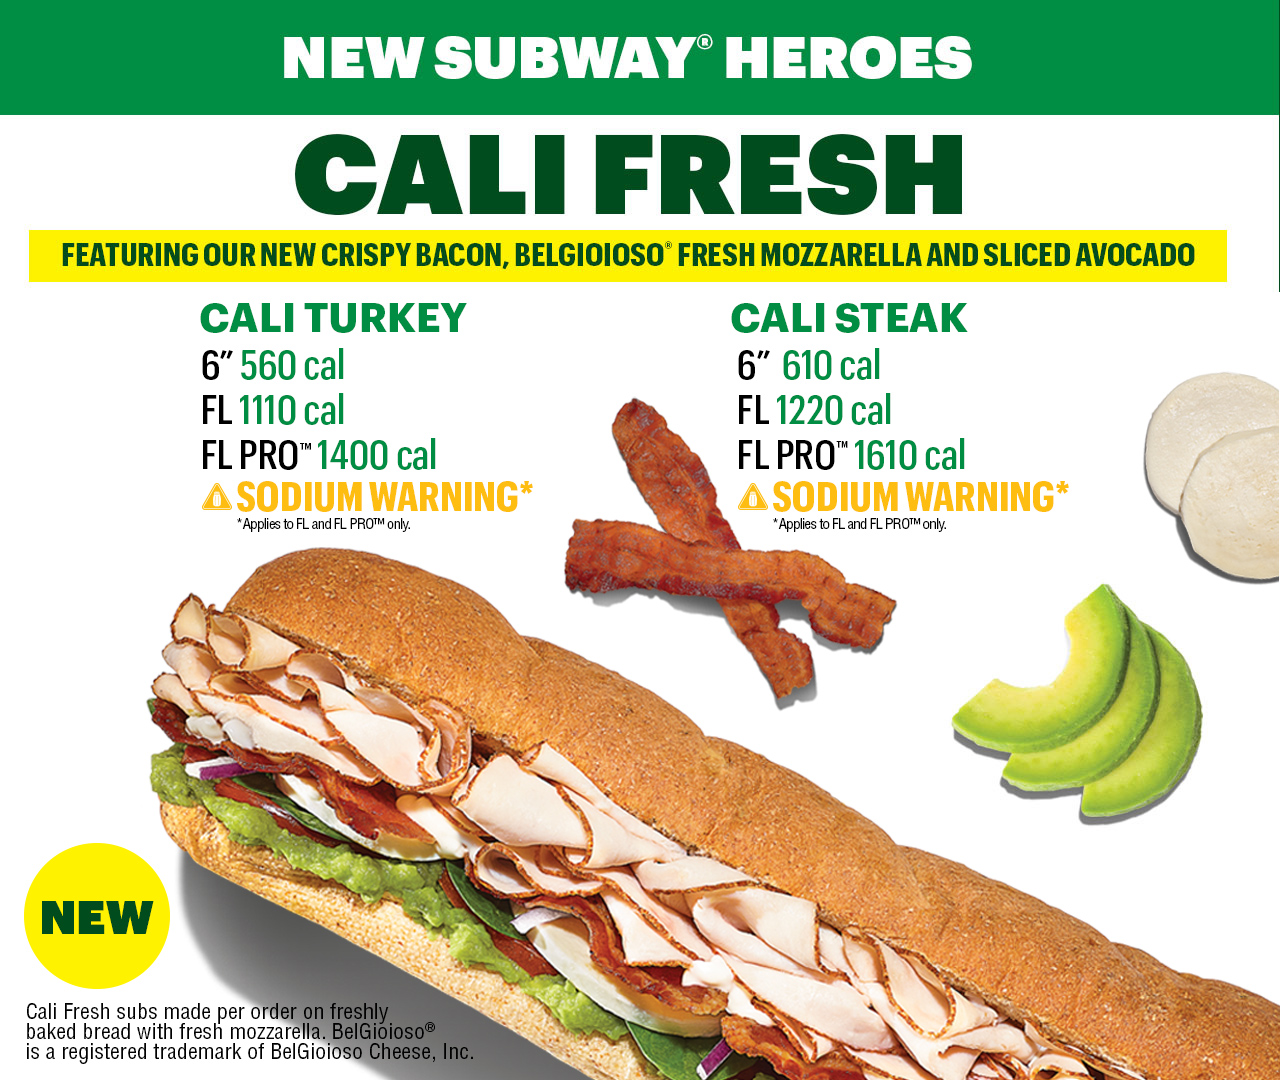 NEW SUBWAY® HEROES
CALI FRESH
FEATURING OUR NEW CRISPY BACON, BELGIOIOSO® FRESH MOZZARELLA AND SLICED AVOCADO
CALI TURKEY
6” 560 cal
FL 1110 cal
FL PRO™ 1400 cal
SODIUM WARNING*
*Applies to FL and FL PRO™ only.
CALI STEAK
6” 610 cal
FL 1220 cal
FL PRO™ 1610 cal
SODIUM WARNING*
*Applies to FL and FL PRO™ only.
NEW
Cali Fresh subs made per order on freshly
baked bread with fresh mozzarella. BelGioioso®
is a registered trademark of BelGioioso Cheese, Inc.